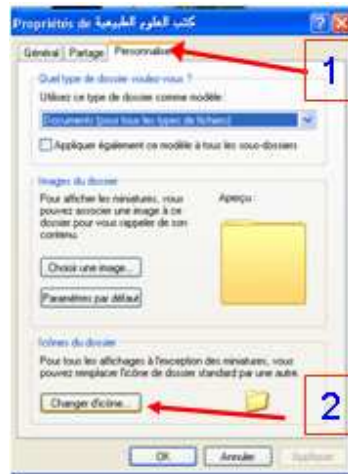 Propriétés de كتب العلوم الطبيعية
Général Partage Personnaliser
1
Quel type de dossier voulez-vous ?
Utilisez ce type de dossier comme modèle :
Documents (pour tous les types de fichiers)
Appliquer également ce modèle à tous les sous-dossiers
Images du dossier
Pour afficher les miniatures, vous
pouvez associer une image à ce
dossier pour vous rappeler de son
contenu.
Aperçu :
Choisir une image...
Paramètres par défaut
Icônes du dossier
Pour tous les affichages à l'exception des miniatures, vous
pouvez remplacer l'icône de dossier standard par une autre.
Changer d'icône...
2
OK Annuler Appliquer